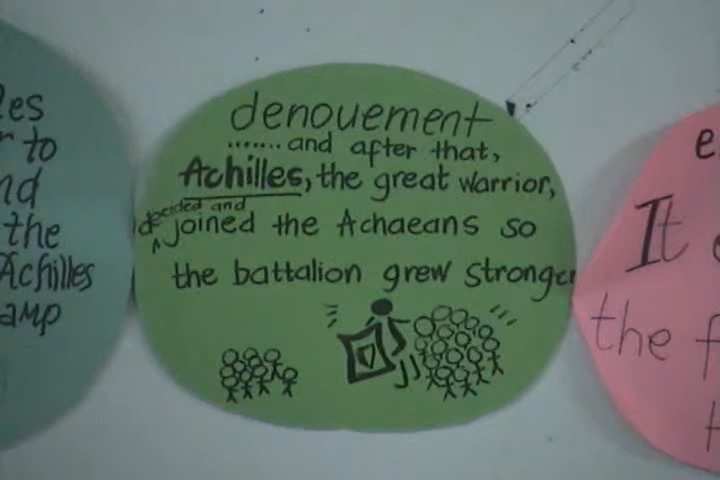 les
r to
nd
the
Achilles
amp
denouement
....... and after that,
Achilles, the great warrior,
decided and
joined the Achaeans so
the battalion grew stronger
e
It
the f